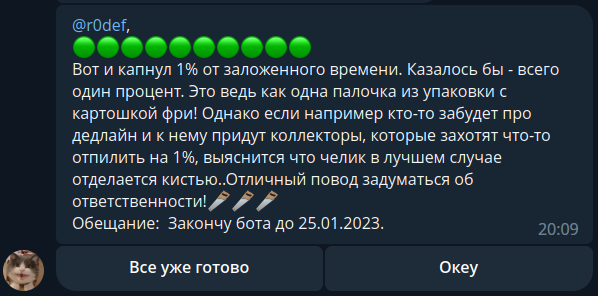 @r0def,
Вот и капнул 1% от заложенного времени. Казалось бы - всего
один процент. Это ведь как одна палочка из упаковки с
картошкой фри! Однако если например кто-то забудет про
дедлайн и к нему придут коллекторы, которые захотят что-то
отпилить на 1%, выяснится что челик в лучшем случае
отделается кистью..Отличный повод задуматься об
ответственности!🪚🪚🪚
Обещание:  Закончу бота до 25.01.2023.
20:09
Все уже готово
Океу